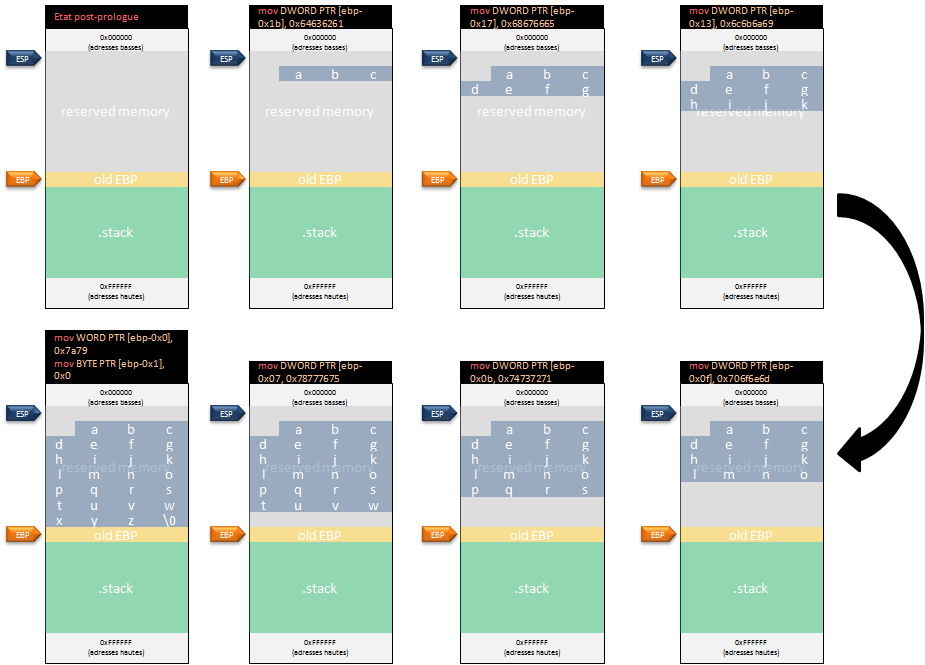 Etat post-prologue
0x000000
(adresses basses)
ESP
reserved memory
EBP
old EBP
.stack
0xFFFFFF
(adresses hautes)
mov DWORD PTR [ebp-
0x1b], 0x64636261
0x000000
(adresses basses)
ESP
a b c
reserved memory
EBP
old EBP
.stack
0xFFFFFF
(adresses hautes)
mov DWORD PTR [ebp-
0x17], 0x68676665
0x000000
(adresses basses)
ESP
a b c
d e f g
reserved memory
EBP
old EBP
.stack
0xFFFFFF
(adresses hautes)
mov DWORD PTR [ebp-
0x13], 0x6c6b6a69
0x000000
(adresses basses)
ESP
a b c
d e f g
h i j k
reserved memory
EBP
old EBP
.stack
0xFFFFFF
(adresses hautes)
mov WORD PTR [ebp-0x0],
0x7a79
mov BYTE PTR [ebp-0x1],
0x0
0x000000
(adresses basses)
ESP
a b c
d e f g
h i j k
reserved memory
l m n o
p q r s
t u v w
x y z \0
EBP
old EBP
.stack
0xFFFFFF
(adresses hautes)
mov DWORD PTR [ebp-
0x07, 0x78777675
0x000000
(adresses basses)
ESP
a b c
d e f g
h i j k
reserved memory
l m n o
p q r s
t u v w
EBP
old EBP
.stack
0xFFFFFF
(adresses hautes)
mov DWORD PTR [ebp-
0x0b, 0x74737271
0x000000
(adresses basses)
ESP
a b c
d e f g
h i j k
reserved memory
l m n o
p q r s
EBP
old EBP
.stack
0xFFFFFF
(adresses hautes)
mov DWORD PTR [ebp-
0x0f], 0x706f6e6d
0x000000
(adresses basses)
ESP
a b c
d e f g
h i j k
reserved memory
l m n o
EBP
old EBP
.stack
0xFFFFFF
(adresses hautes)